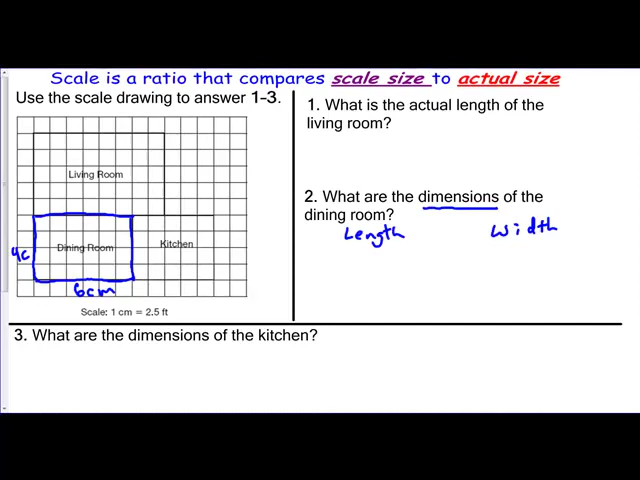 Scale is a ratio that compares scale size to actual size
Use the scale drawing to answer 1-3.
Living Room
Dining Room
Kitchen
4c
6cm
Scale: 1 cm = 2.5 ft
1. What is the actual length of the
living room?
2. What are the dimensions of the
dining room?
Length Width
3. What are the dimensions of the kitchen?